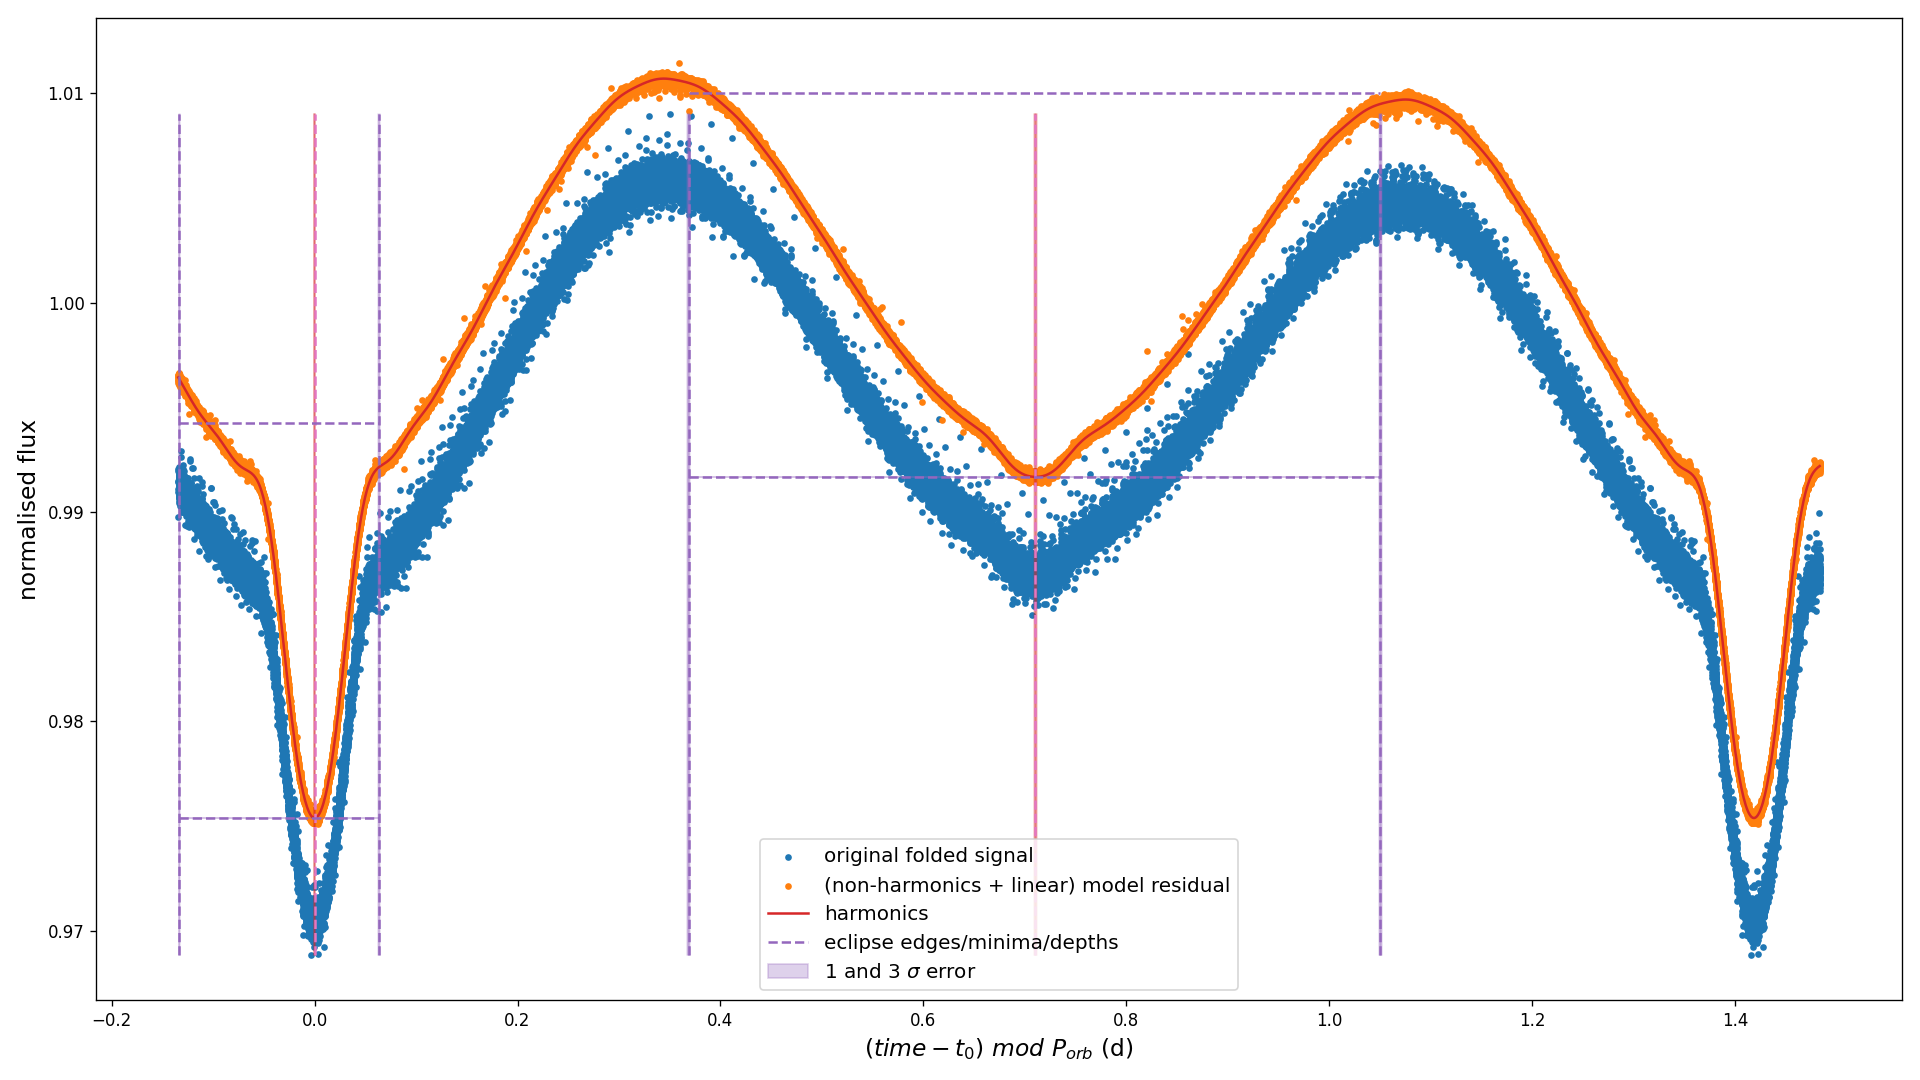 normalised flux
1.01
1.00
0.99
0.98
0.97
original folded signal
(non-harmonics + linear) model residual
harmonics
eclipse edges/minima/depths
1 and 3 σ error
−0.2
0.0
0.2
0.4
0.6
0.8
1.0
1.2
1.4
(time − t₀) mod Pₒᵣb (d)